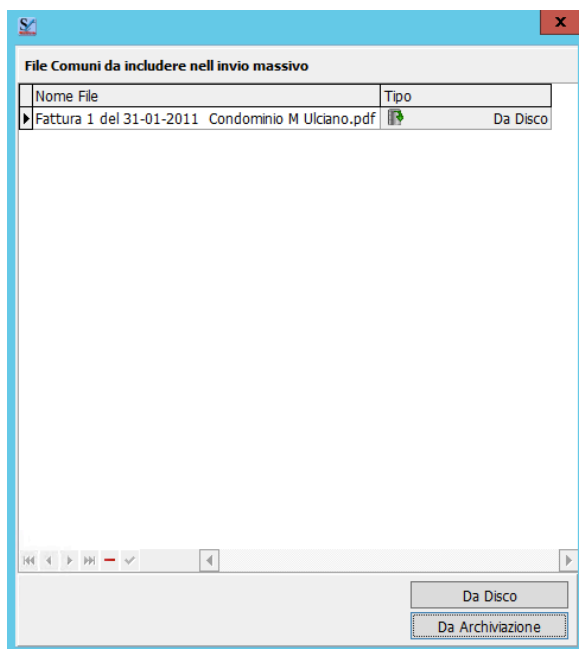 x
File Comuni da includere nell invio massivo
Nome File Tipo
Fattura 1 del 31-01-2011 Condominio M Ulciano.pdf Da Disco
Da Disco
Da Archiviazione